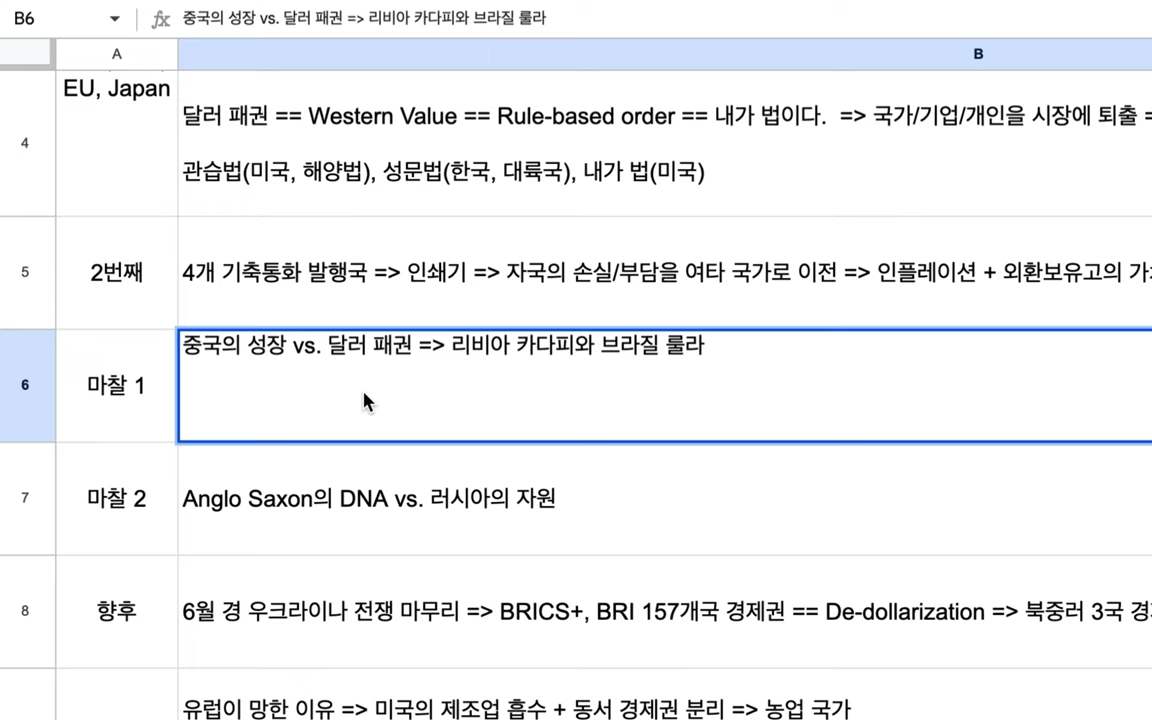 B6
fx 중국의 성장 vs. 달러 패권 => 리비아 카다피와 브라질 룰라
A
B
EU, Japan
4
달러 패권 == Western Value == Rule-based order == 내가 법이다. => 국가/기업/개인을 시장에 퇴출 =
관습법(미국, 해양법), 성문법(한국, 대륙국), 내가 법(미국)
5
2번째
4개 기축통화 발행국 => 인쇄기 => 자국의 손실/부담을 여타 국가로 이전 => 인플레이션 + 외환보유고의
6
마찰 1
중국의 성장 vs. 달러 패권 => 리비아 카다피와 브라질 룰라
7
마찰 2
Anglo Saxon의 DNA vs. 러시아의 자원
8
향후
6월 경 우크라이나 전쟁 마무리 => BRICS+, BRI 157개국 경제권 == De-dollarization => 북중러 3국
유럽이 망한 이유 => 미국의 제조업 흡수 + 동서 경제권 분리 => 농업 국가